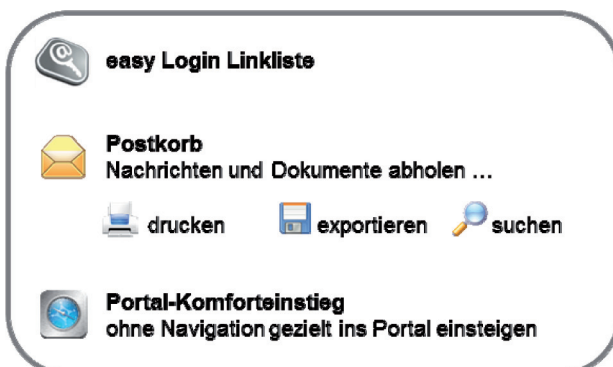 easy Login Linkliste
Postkorb
Nachrichten und Dokumente abholen ...
drucken exportieren suchen
Portal-Komforteinstieg
ohne Navigation gezielt ins Portal einsteigen